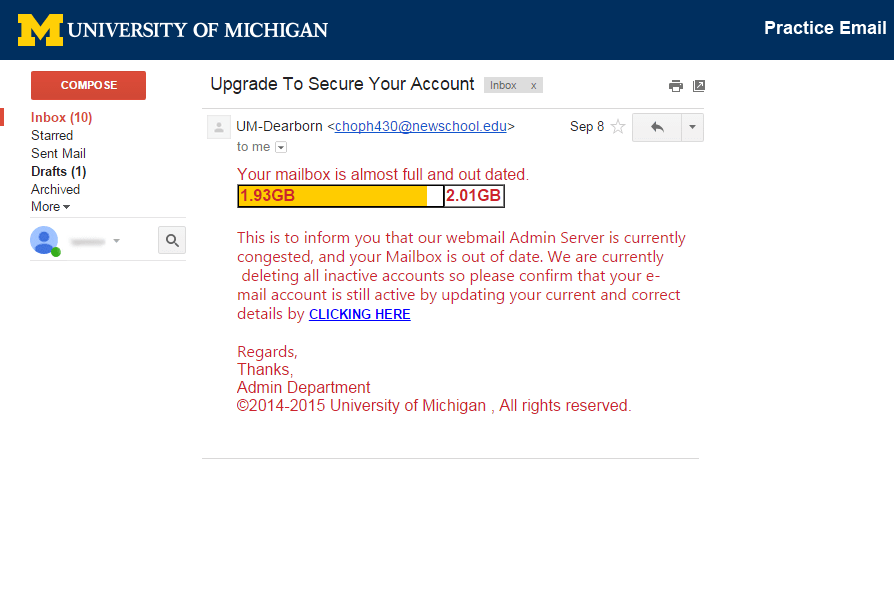 M UNIVERSITY OF MICHIGAN
Practice Email
COMPOSE
Inbox (10)
Starred
Sent Mail
Drafts (1)
Archived
More
Upgrade To Secure Your Account Inbox x
UM-Dearborn <choph430@newschool.edu> Sep 8
to me
Your mailbox is almost full and out dated.
1.93GB 2.01GB
This is to inform you that our webmail Admin Server is currently
congested, and your Mailbox is out of date. We are currently
deleting all inactive accounts so please confirm that your e-
mail account is still active by updating your current and correct
details by CLICKING HERE
Regards,
Thanks,
Admin Department
©2014-2015 University of Michigan , All rights reserved.